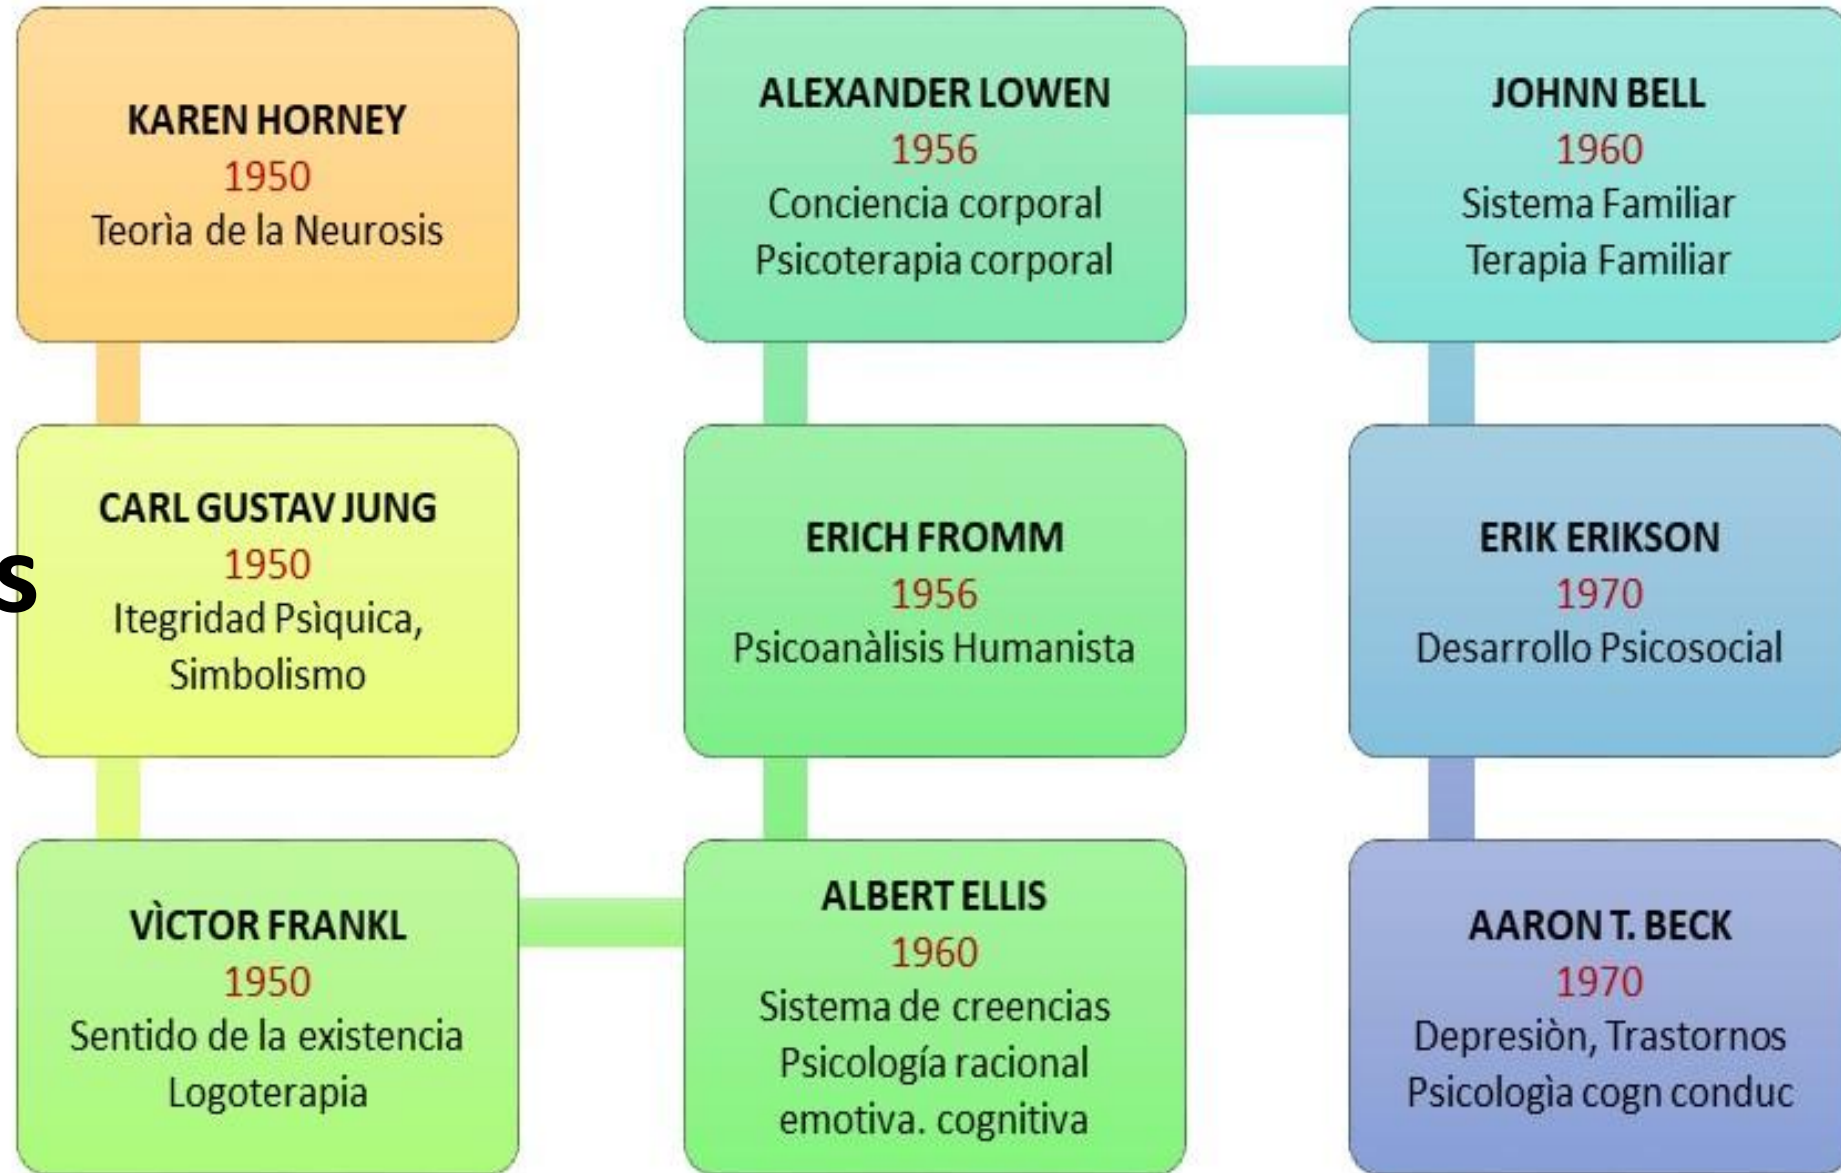 KAREN HORNEY
1950
Teorìa de la Neurosis
CARL GUSTAV JUNG
1950
Itegridad Psìquica,
Simbolismo
VÌCTOR FRANKL
1950
Sentido de la existencia
Logoterapia
ALBERT ELLIS
1960
Sistema de creencias
Psicología racional
emotiva. cognitiva
ERICH FROMM
1956
Psicoanàlisis Humanista
ALEXANDER LOWEN
1956
Conciencia corporal
Psicoterapia corporal
JOHNN BELL
1960
Sistema Familiar
Terapia Familiar
ERIK ERIKSON
1970
Desarrollo Psicosocial
AARON T. BECK
1970
Depresiòn, Trastornos
Psicologìa cogn conduc